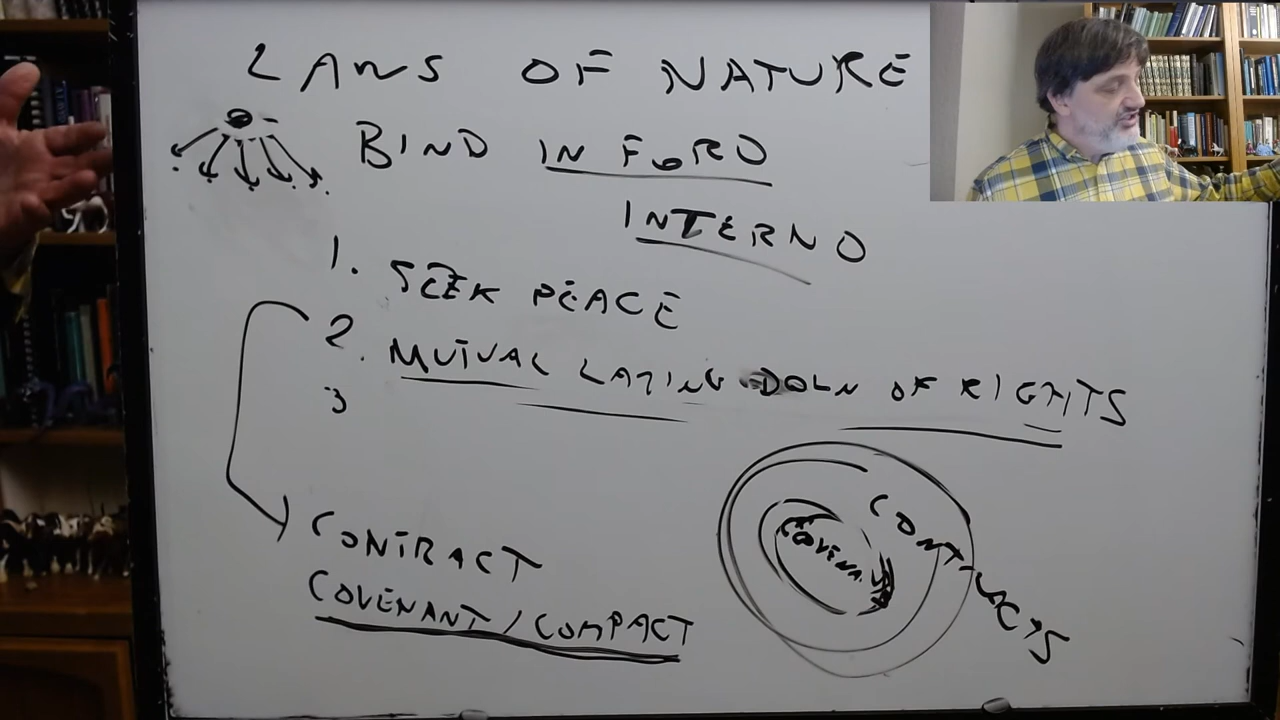 LAWS OF NATURE
BIND IN FORO
INTERNO
1. SEEK PEACE
2. MUTUAL LAYING DOWN OF RIGHTS
3
CONTRACT
COVENANT/COMPACT
COVENANTS
CONTRACTS